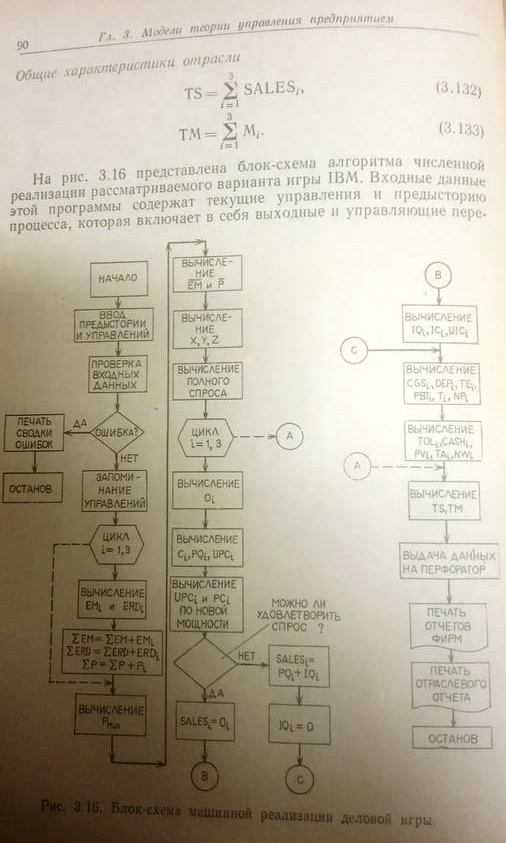 90
Гл. 3. Модели теории управления предприятием
Общие характеристики отрасли
TS = 3 Σ i=1 SALESi, (3.132)
TM = 3 Σ i=1 Mi. (3.133)
На рис. 3.16 представлена блок-схема алгоритма численной
реализации рассматриваемого варианта игры IBM. Входные данные
этой программы содержат текущие управления и предысторию
процесса, которая включает в себя выходные и управляющие пере-
НАЧАЛО
ВВОД
ПРЕДЫСТОРИИ
И УПРАВЛЕНИЙ
ПРОВЕРКА
ВХОДНЫХ
ДАННЫХ
ОШИБКА?
ДА
ПЕЧАТЬ
СВОДКИ
ОШИБОК
ОСТАНОВ
НЕТ
ЗАПОМИ-
НАНИЕ
УПРАВЛЕНИЙ
ЦИКЛ
i=1,3
ВЫЧИСЛЕНИЕ
EMi и ERDi
ΣEM=ΣEM+EMi
ΣERD=ΣERD+ERDi
ΣP=ΣP+Pi
ВЫЧИСЛЕНИЕ
Pmin
ВЫЧИСЛЕ-
НИЕ
EM и P
ВЫЧИСЛЕ-
НИЕ
X,Y,Z
ВЫЧИСЛЕНИЕ
ПОЛНОГО
СПРОСА
ЦИКЛ
i=1,3
A
ВЫЧИСЛЕНИЕ
Oi
ВЫЧИСЛЕНИЕ
Ci,PQi,UPCi
ВЫЧИСЛЕНИЕ
UPCi и PCi
ПО НОВОЙ
МОЩНОСТИ
МОЖНО ЛИ
УДОВЛЕТВОРИТЬ
СПРОС ?
НЕТ
SALESi=
PQi+IQi
IQi=0
C
ДА
SALESi=Oi
B
B
ВЫЧИСЛЕНИЕ
IQi,ICi,UICi
C
ВЫЧИСЛЕНИЕ
CGSi,DEPi,TEi,
PBTi,Ti,NPi
ВЫЧИСЛЕНИЕ
TOLi,CASHi,
PVi,TAi,NWi
A
ВЫЧИСЛЕНИЕ
TS,TM
ВЫДАЧА ДАННЫХ
НА ПЕРФОРАТОР
ПЕЧАТЬ
ОТЧЕТОВ
ФИРМ
ПЕЧАТЬ
ОТРАСЛЕВОГО
ОТЧЕТА
ОСТАНОВ
Рис. 3.16. Блок-схема машинной реализации деловой игры.